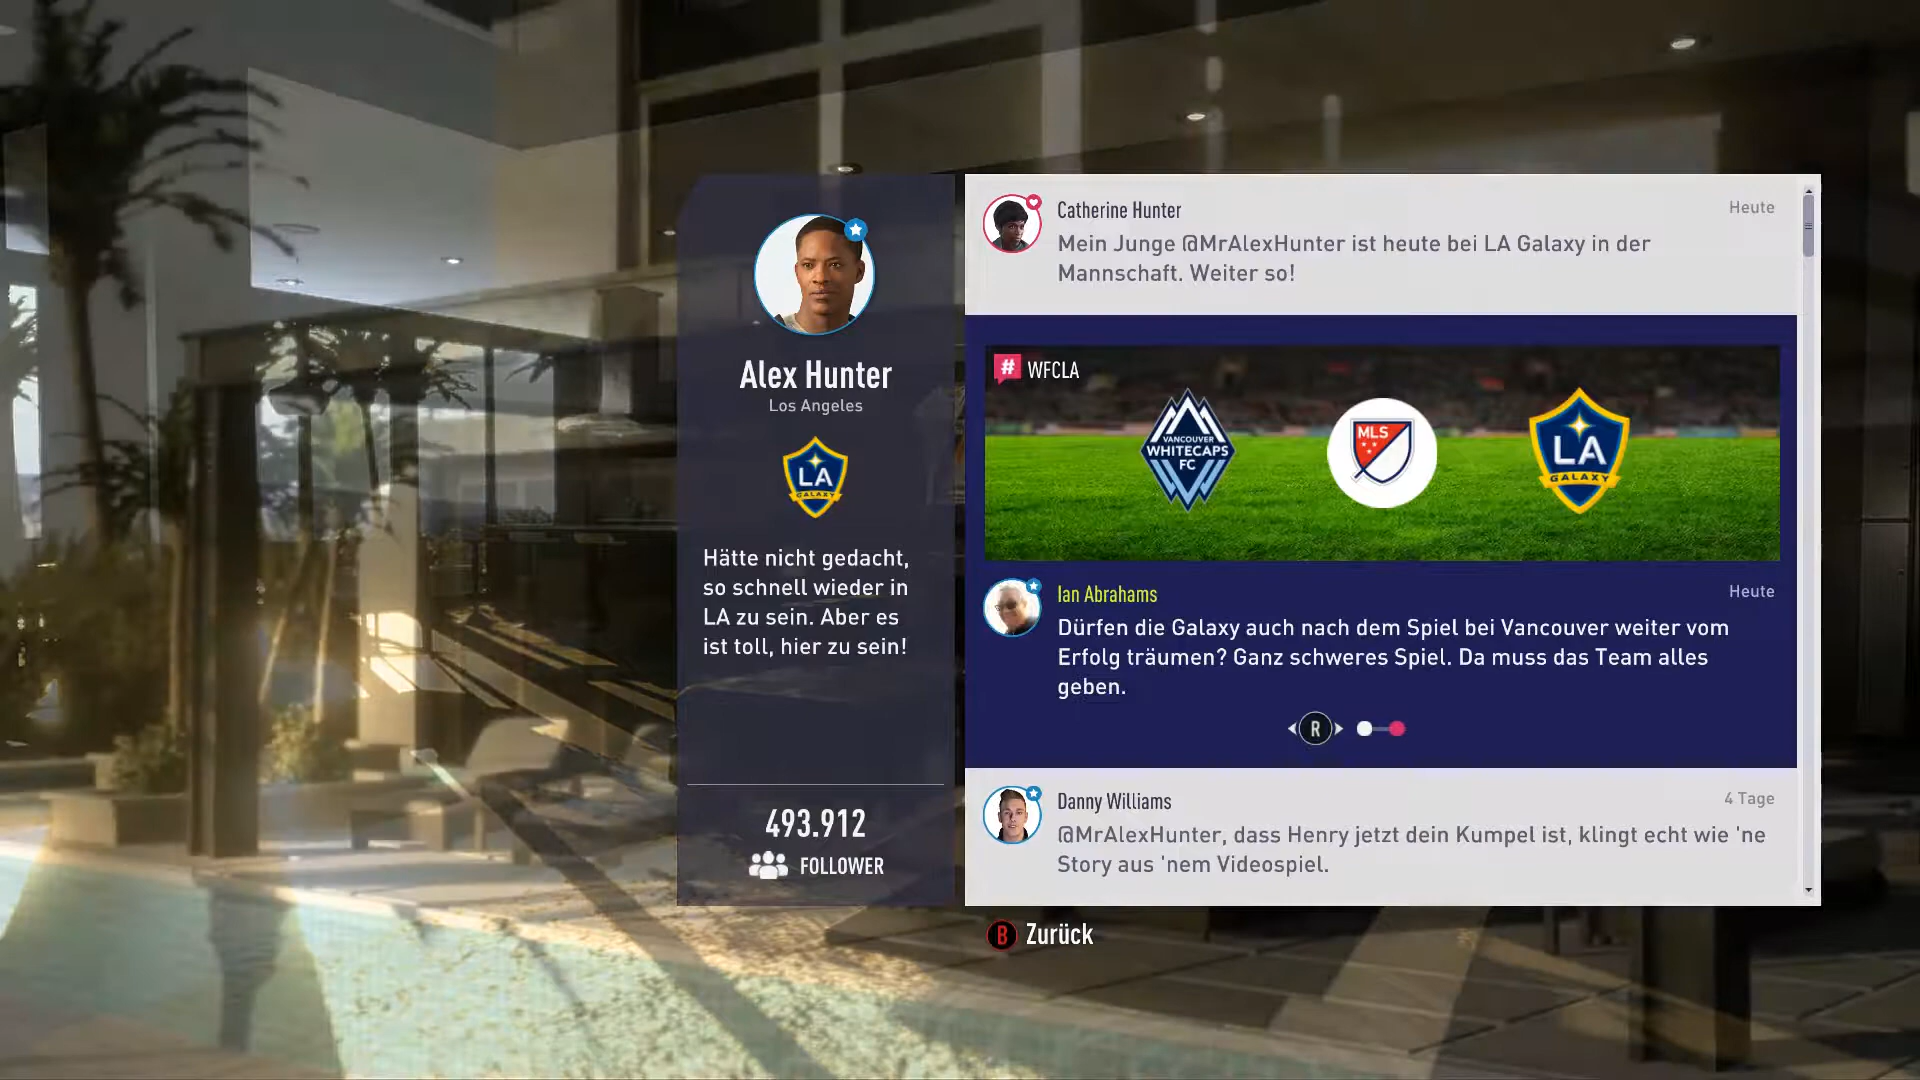 Alex Hunter
Los Angeles
LA
GALAXY
Hätte nicht gedacht,
so schnell wieder in
LA zu sein. Aber es
ist toll, hier zu sein!
493.912
FOLLOWER
Catherine Hunter
Heute
Mein Junge @MrAlexHunter ist heute bei LA Galaxy in der
Mannschaft. Weiter so!
# WFCLA
VANCOUVER
WHITECAPS
FC
MLS
LA
GALAXY
Ian Abrahams
Heute
Dürfen die Galaxy auch nach dem Spiel bei Vancouver weiter vom
Erfolg träumen? Ganz schweres Spiel. Da muss das Team alles
geben.
R
Danny Williams
4 Tage
@MrAlexHunter, dass Henry jetzt dein Kumpel ist, klingt echt wie 'ne
Story aus 'nem Videospiel.
B Zurück